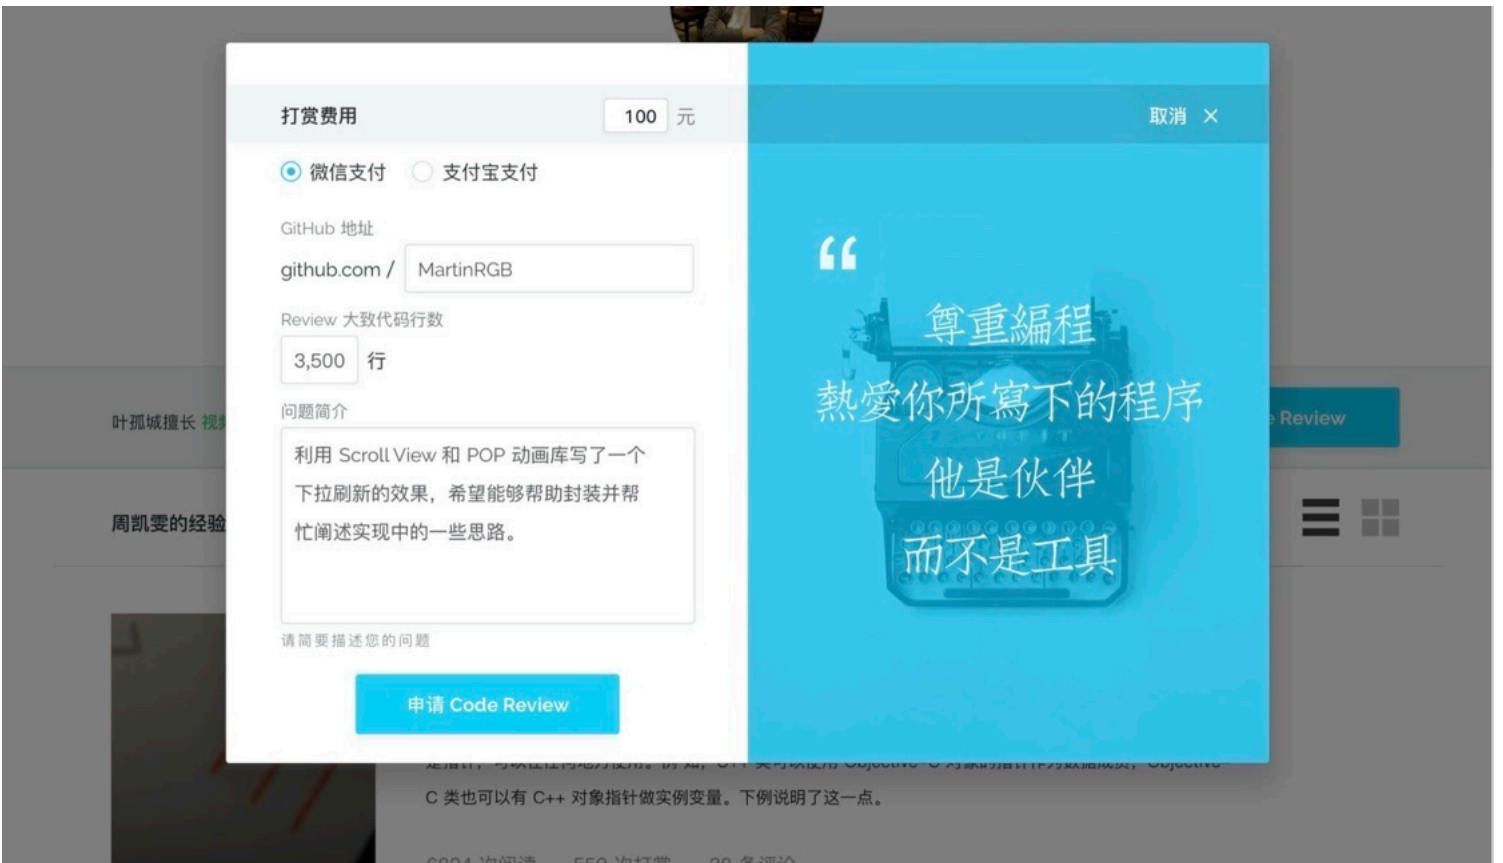 打赏费用
100 元
取消 ×
微信支付 支付宝支付
GitHub 地址
github.com / MartinRGB
Review 大致代码行数
3,500 行
问题简介
利用 Scroll View 和 POP 动画库写了一个
下拉刷新的效果，希望能够帮助封装并帮
忙阐述实现中的一些思路。
请简要描述您的问题
申请 Code Review
“
尊重編程
熱愛你所寫下的程序
他是伙伴
而不是工具
叶孤城擅长 视频
Review
周凯雯的经验
C 类也可以有 C++ 对象指针做实例变量。下例说明了这一点。